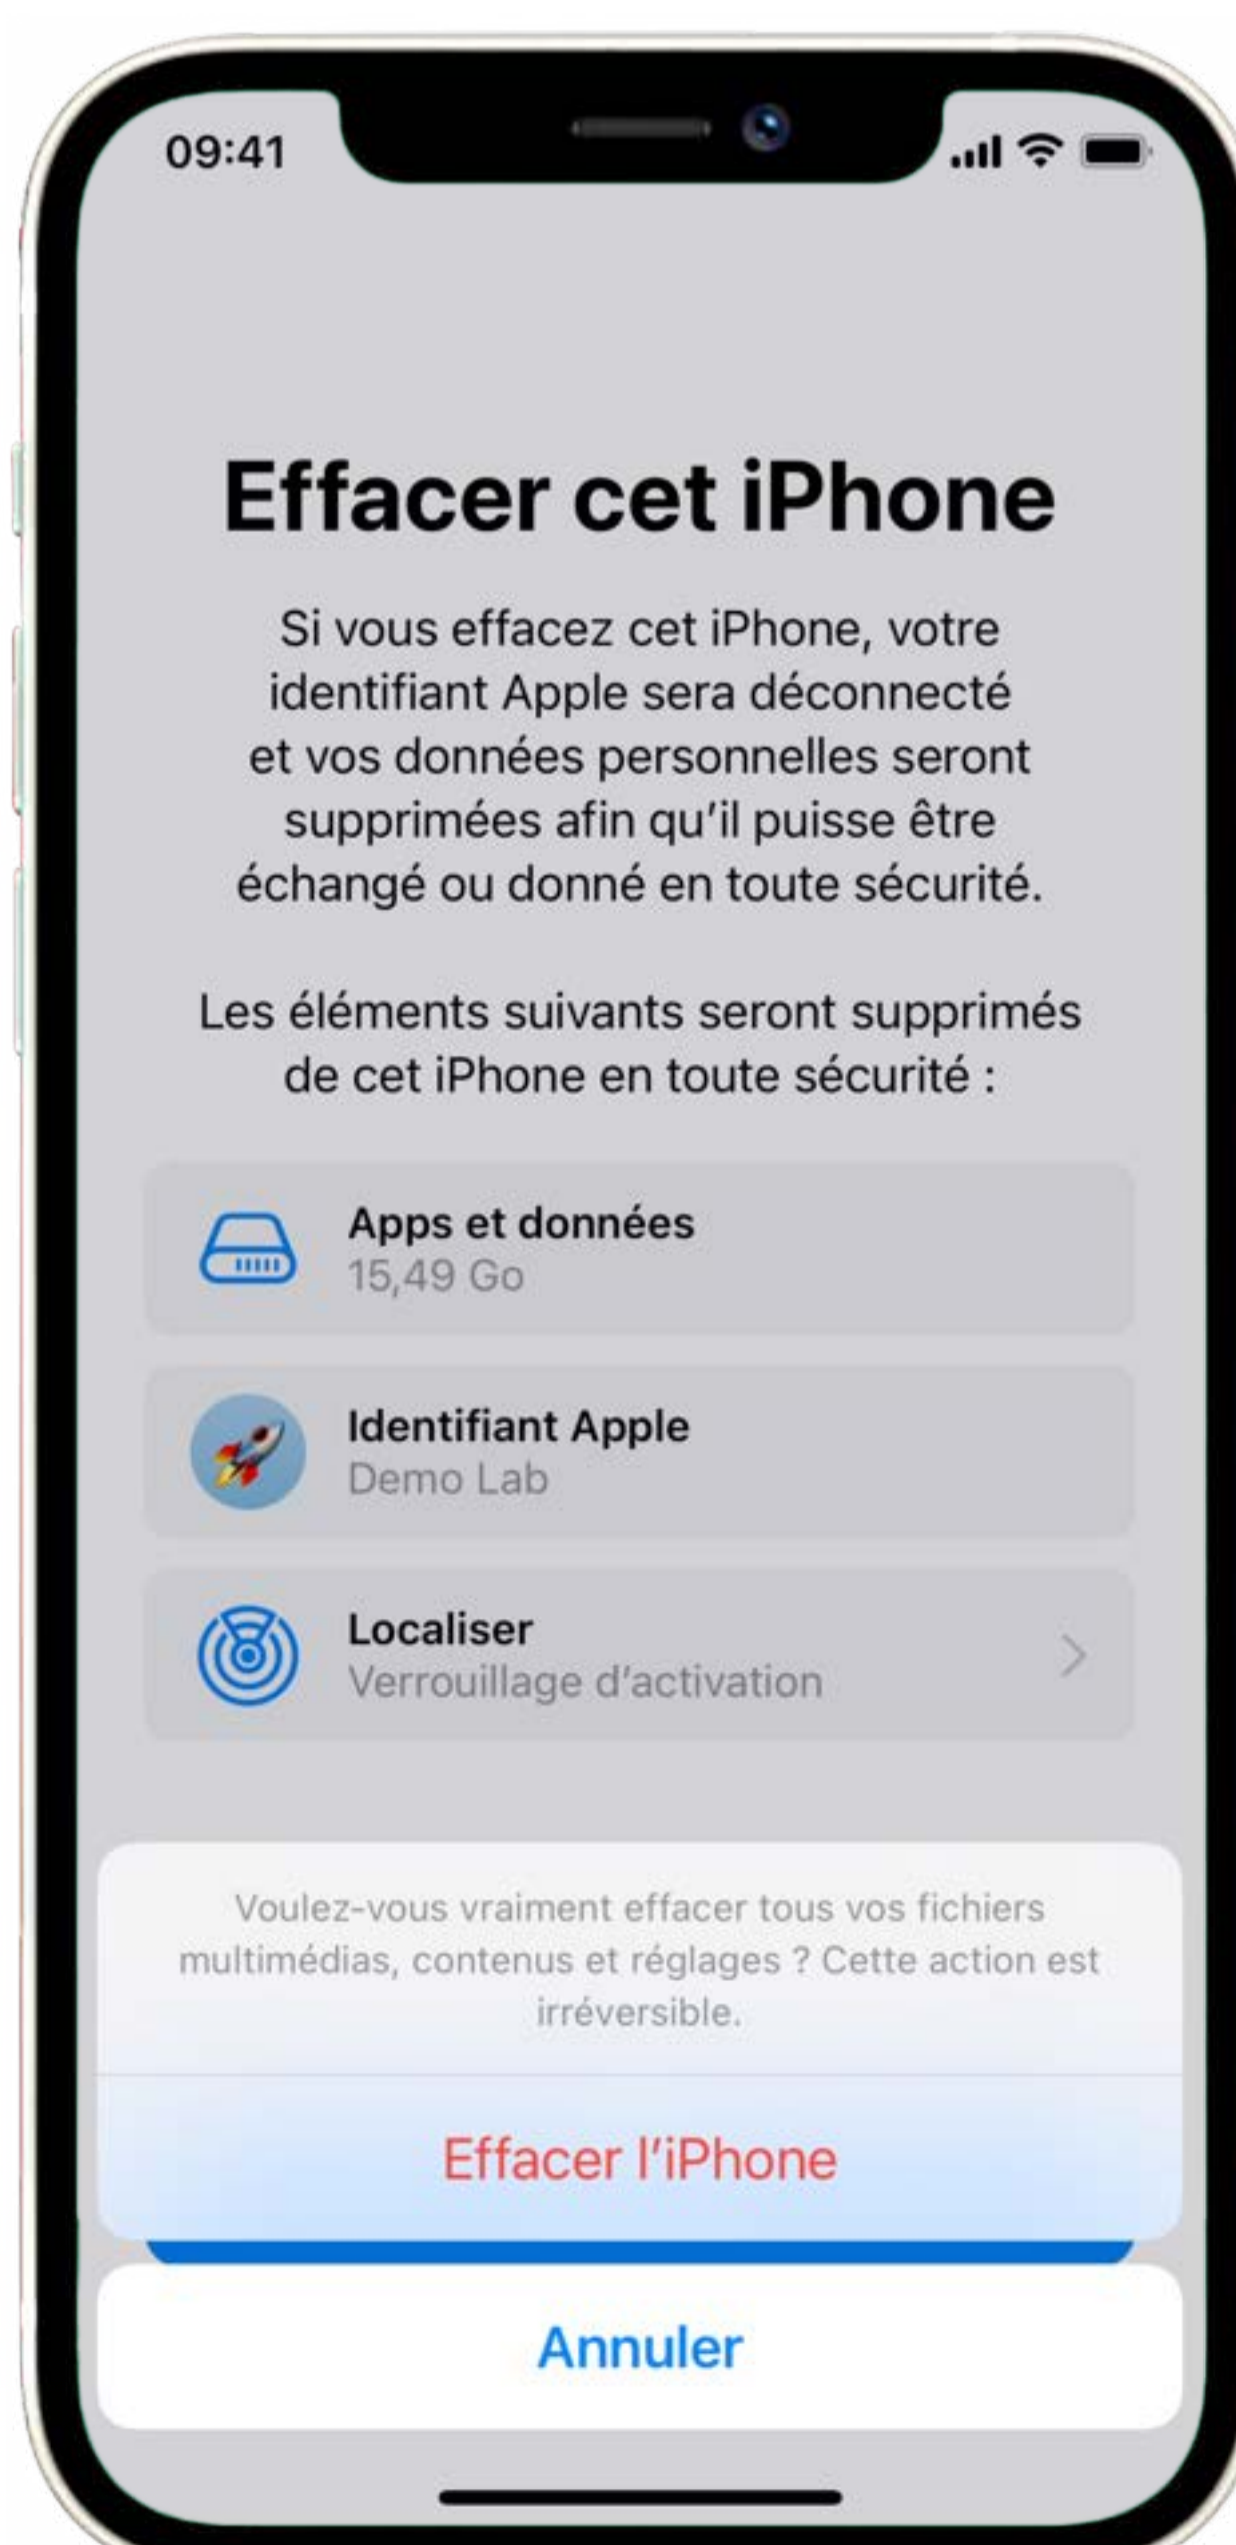 09:41
Effacer cet iPhone
Si vous effacez cet iPhone, votre
identifiant Apple sera déconnecté
et vos données personnelles seront
supprimées afin qu’il puisse être
échangé ou donné en toute sécurité.
Les éléments suivants seront supprimés
de cet iPhone en toute sécurité :
Apps et données
15,49 Go
Identifiant Apple
Demo Lab
Localiser
Verrouillage d’activation
Voulez-vous vraiment effacer tous vos fichiers
multimédias, contenus et réglages ? Cette action est
irréversible.
Effacer l’iPhone
Annuler